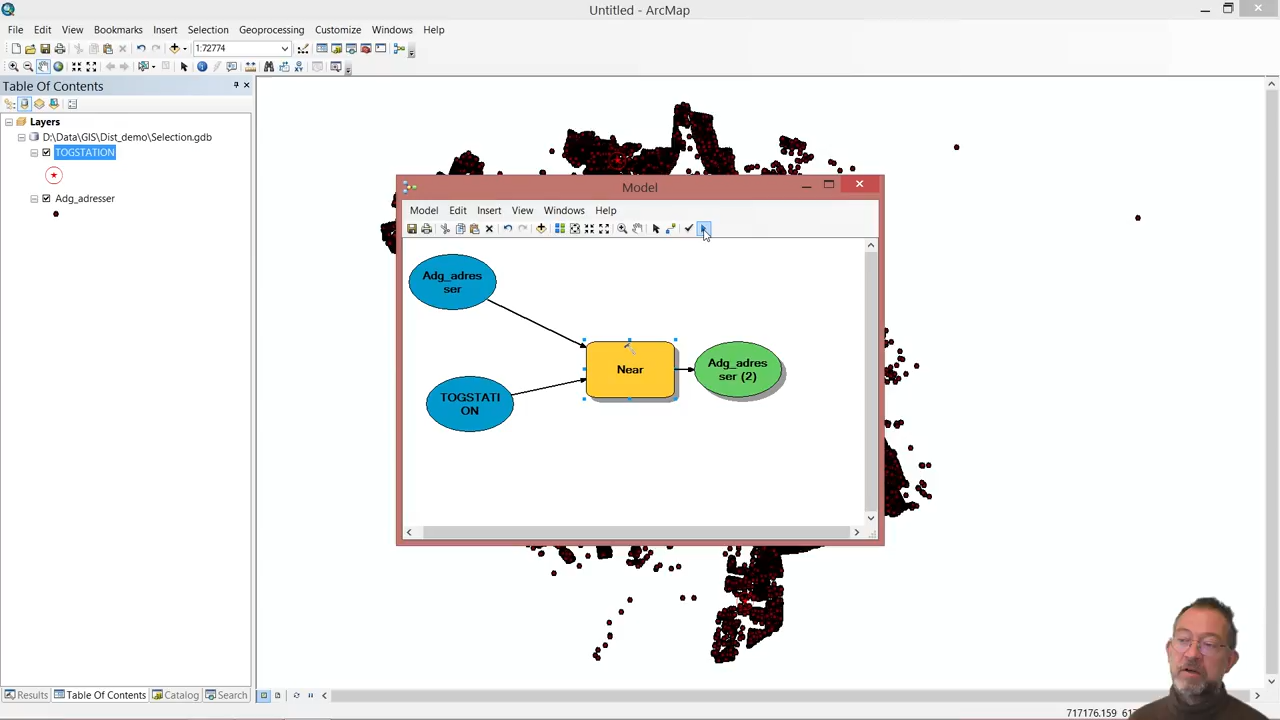 Untitled - ArcMap
File Edit View Bookmarks Insert Selection Geoprocessing Customize Windows Help
1:72774
Table Of Contents
Layers
D:\Data\GIS\Dist_demo\Selection.gdb
TOGSTATION
Adg_adresser
Model
Model Edit Insert View Windows Help
Adg_adres
ser
Near
Adg_adres
ser (2)
TOGSTATI
ON
Results Table Of Contents Catalog Search
717176.159